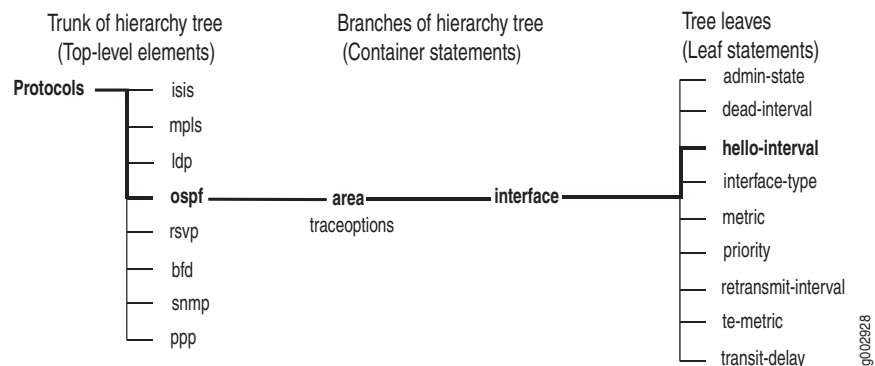 Trunk of hierarchy tree
(Top-level elements)
Branches of hierarchy tree
(Container statements)
Tree leaves
(Leaf statements)
Protocols
isis
mpls
ldp
ospf
rsvp
bfd
snmp
ppp
area
traceoptions
interface
admin-state
dead-interval
hello-interval
interface-type
metric
priority
retransmit-interval
te-metric
transit-delay
g002928